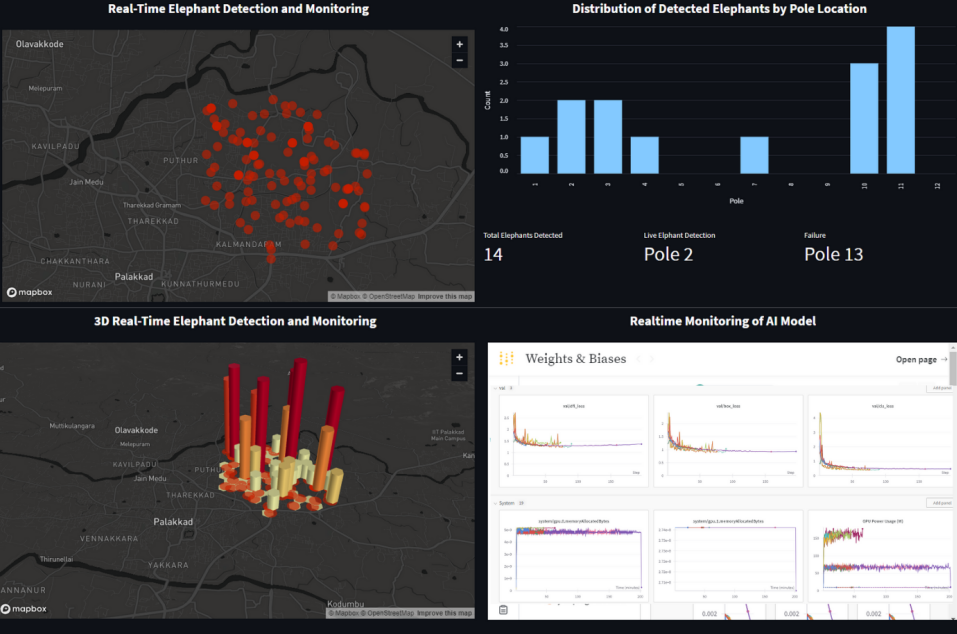 Real-Time Elephant Detection and Monitoring
Olavakkode
Melepuram
KAVILPADU
PUTHUR
Jain Medu
Tharekkad Gramam
THAREKKAD
KALMANDAPAM
CHAKKANTHARA
Palakkad
NURANI
KUNNATHURMEDU
+
−
mapbox
© Mapbox © OpenStreetMap Improve this map
Distribution of Detected Elephants by Pole Location
Count
4.0
3.5
3.0
2.5
2.0
1.5
1.0
0.5
0.0
1 2 3 4 5 6 7 8 9 10 11 12
Pole
Total Elephants Detected
14
Live Elphant Detection
Pole 2
Failure
Pole 13
3D Real-Time Elephant Detection and Monitoring
Muttikulangara
Olavakkode
Melepuram
KAVILPADU
Jain Medu
THAREKKAD
Palakkad
VENNAKKARA
Thirunellai
YAKKARA
ANNANUR
Kodumbu
IIT Palakkad
Main Campus
Kan
+
−
mapbox
© Mapbox © OpenStreetMap Improve this map
Realtime Monitoring of AI Model
Weights & Biases
Open page →
val
val/dfl_loss
val/box_loss
val/cls_loss
System
system/gpu.0.memoryAllocatedBytes
system/gpu.1.memoryAllocatedBytes
GPU Power Usage (W)
0.002
0.002
0.002